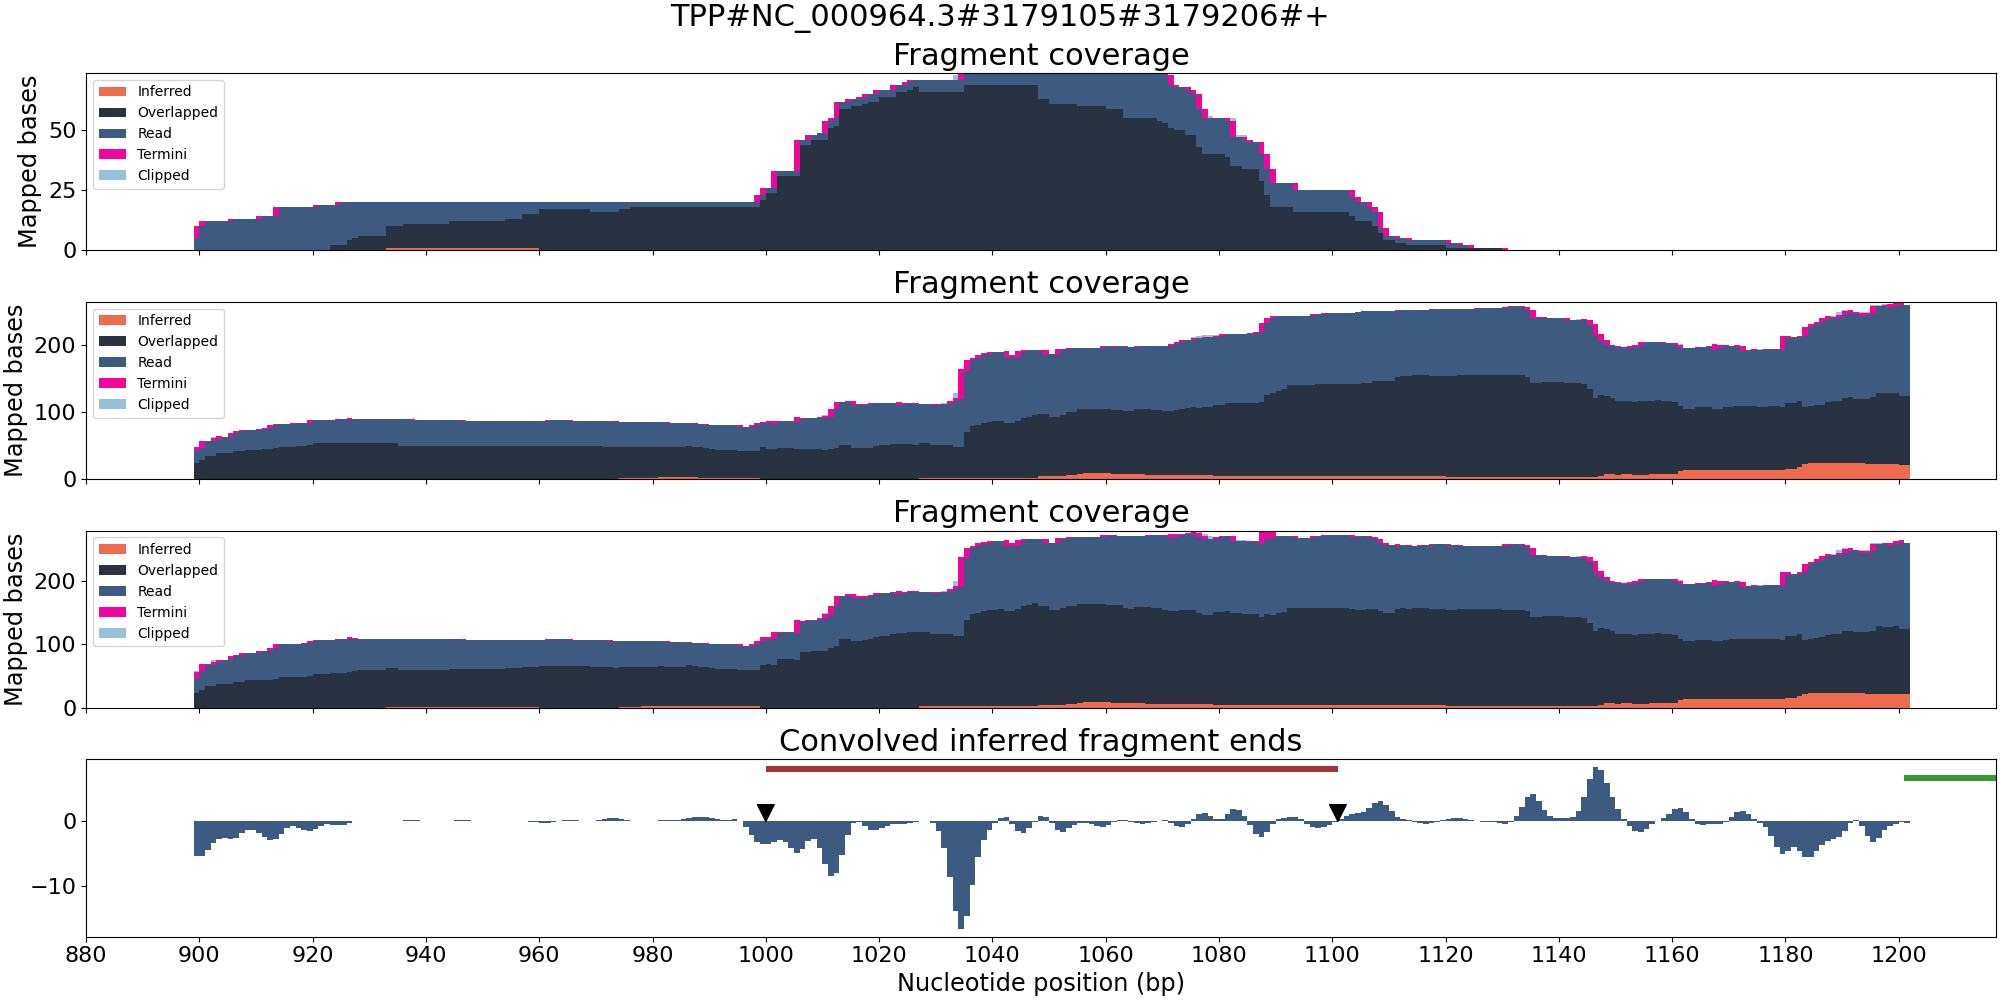 TPP#NC_000964.3#3179105#3179206#+
Fragment coverage
Mapped bases
50
25
0
Inferred
Overlapped
Read
Termini
Clipped
Fragment coverage
Mapped bases
200
100
0
Inferred
Overlapped
Read
Termini
Clipped
Fragment coverage
Mapped bases
200
100
0
Inferred
Overlapped
Read
Termini
Clipped
Convolved inferred fragment ends
0
−10
880 900 920 940 960 980 1000 1020 1040 1060 1080 1100 1120 1140 1160 1180 1200
Nucleotide position (bp)